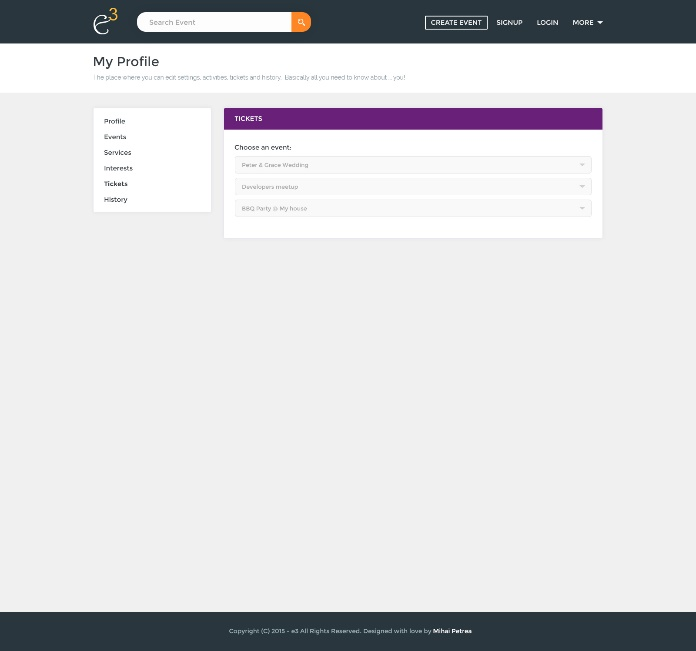 e3
Search Event
CREATE EVENT
SIGNUP
LOGIN
MORE
My Profile
The place where you can edit settings, activities, tickets and history. Basically all you need to know about ... you!
Profile
Events
Services
Interests
Tickets
History
TICKETS
Choose an event:
Peter & Grace Wedding
Developers meetup
BBQ Party @ My house
Copyright (C) 2015 - e3 All Rights Reserved. Designed with love by Mihai Petrea